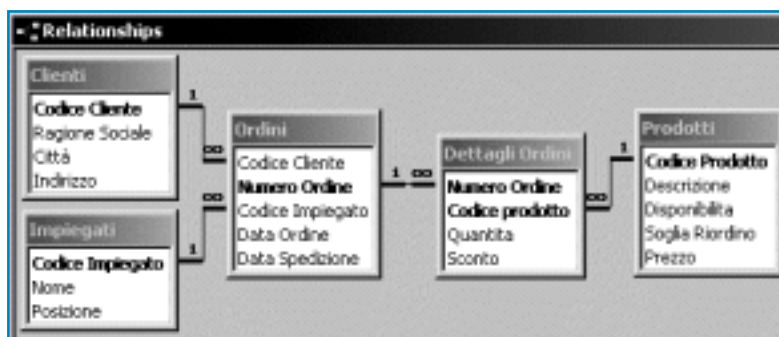 Relationships
Clienti
Codice Cliente
Ragione Sociale
Città
Indirizzo
Impiegati
Codice Impiegato
Nome
Posizione
1
∞
∞
1
Ordini
Codice Cliente
Numero Ordine
Codice Impiegato
Data Ordine
Data Spedizione
1 ∞
Dettagli Ordini
Numero Ordine
Codice prodotto
Quantita
Sconto
1
∞
Prodotti
Codice Prodotto
Descrizione
Disponibilita
Soglia Riordino
Prezzo